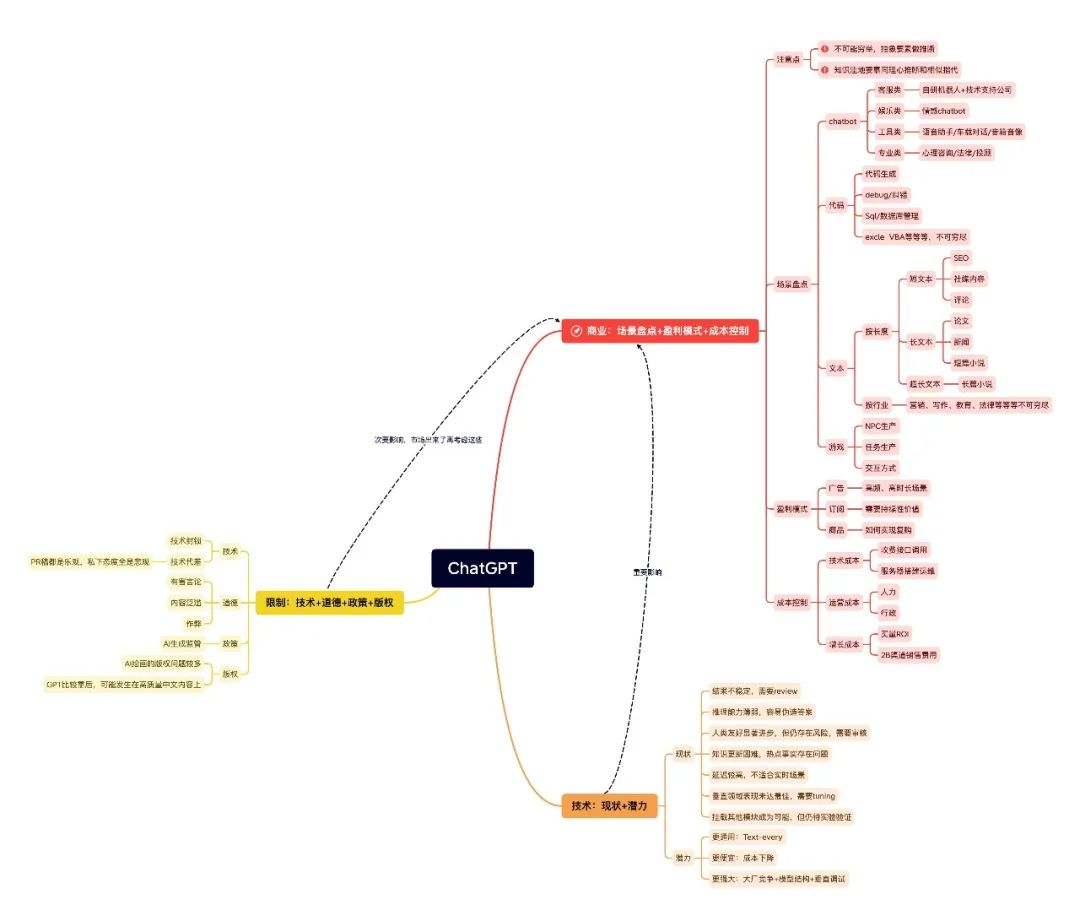 ChatGPT
商业：场景盘点+盈利模式+成本控制
注意点
不可能穷举，抽象要素做推断
知识洼地要靠同理心推断和相似指代
场景盘点
chatbot
客服类
自研机器人+技术支持公司
娱乐类
情感chatbot
工具类
语音助手/车载对话/音箱音像
专业类
心理咨询/法律/投顾
代码
代码生成
debug/纠错
Sql/数据库管理
excle VBA等等等，不可穷尽
文本
按长度
短文本
SEO
社媒内容
评论
长文本
论文
新闻
短篇小说
超长文本
长篇小说
按行业
营销、写作、教育、法律等等等不可穷尽
游戏
NPC生产
任务生产
交互方式
盈利模式
广告
高频、高时长场景
订阅
需要持续性价值
商品
如何实现复购
成本控制
技术成本
收费接口调用
服务器搭建运维
运营成本
人力
行政
增长成本
买量ROI
2B渠道销售费用
次要影响，市场出来了再考虑这些
重要影响
限制：技术+道德+政策+版权
技术
技术封锁
技术代差
PR稿都是乐观，私下态度全是悲观
道德
有害言论
内容泛滥
作弊
政策
AI生成监管
版权
AI绘画的版权问题较多
GPT比较靠后，可能发生在高质量中文内容上
技术：现状+潜力
现状
结果不稳定，需要review
推理能力薄弱，容易伪造答案
人类友好显著进步，但仍存在风险，需要审核
知识更新困难，热点事实存在问题
延迟较高，不适合实时场景
垂直领域表现未达最佳，需要tuning
挂载其他模块成为可能，但仍待实验验证
潜力
更通用：Text-every
更便宜：成本下降
更强大：大厂竞争+模型结构+垂直调试